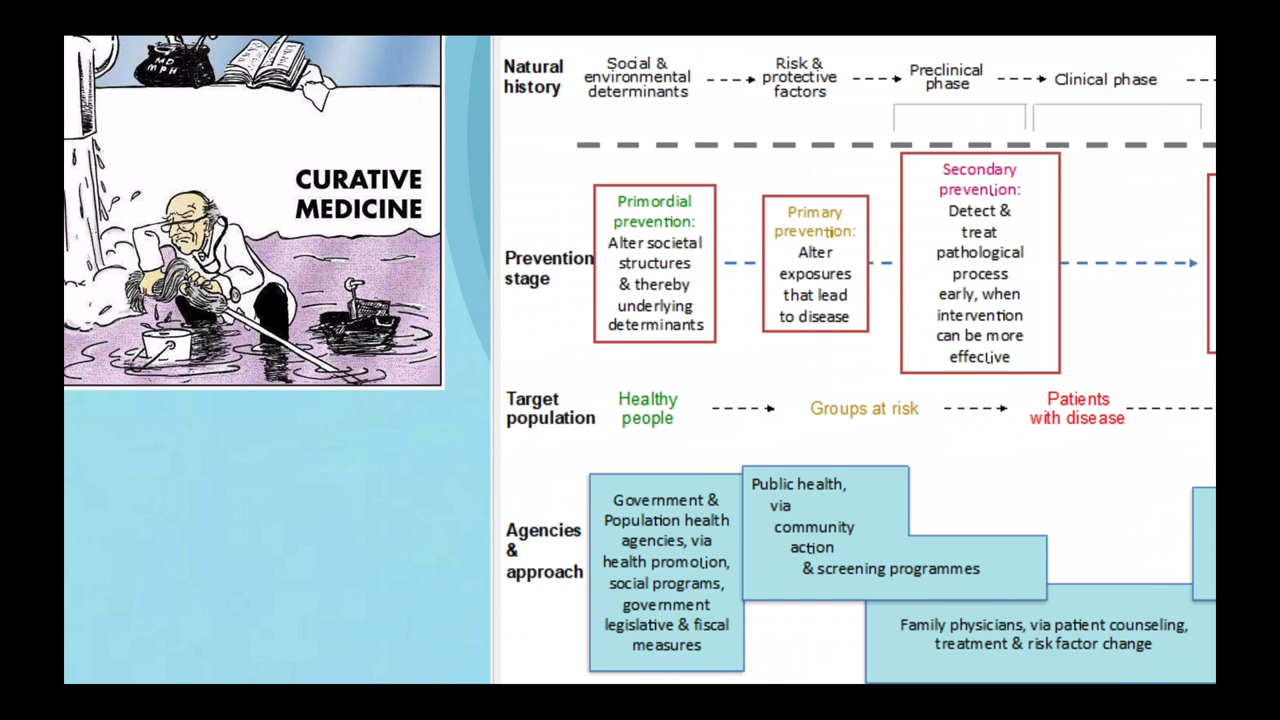 MD
MPH
CURATIVE
MEDICINE
Natural
history
Social &
environmental
determinants
Risk &
protective
factors
Preclinical
phase
Clinical phase
Prevention
stage
Primordial
prevention:
Alter societal
structures
& thereby
underlying
determinants
Primary
prevention:
Alter
exposures
that lead
to disease
Secondary
prevention:
Detect &
treat
pathological
process
early, when
intervention
can be more
effective
Target
population
Healthy
people
Groups at risk
Patients
with disease
Agencies
&
approach
Government &
Population health
agencies, via
health promotion,
social programs,
government
legislative & fiscal
measures
Public health,
via
community
action
& screening programmes
Family physicians, via patient counseling,
treatment & risk factor change